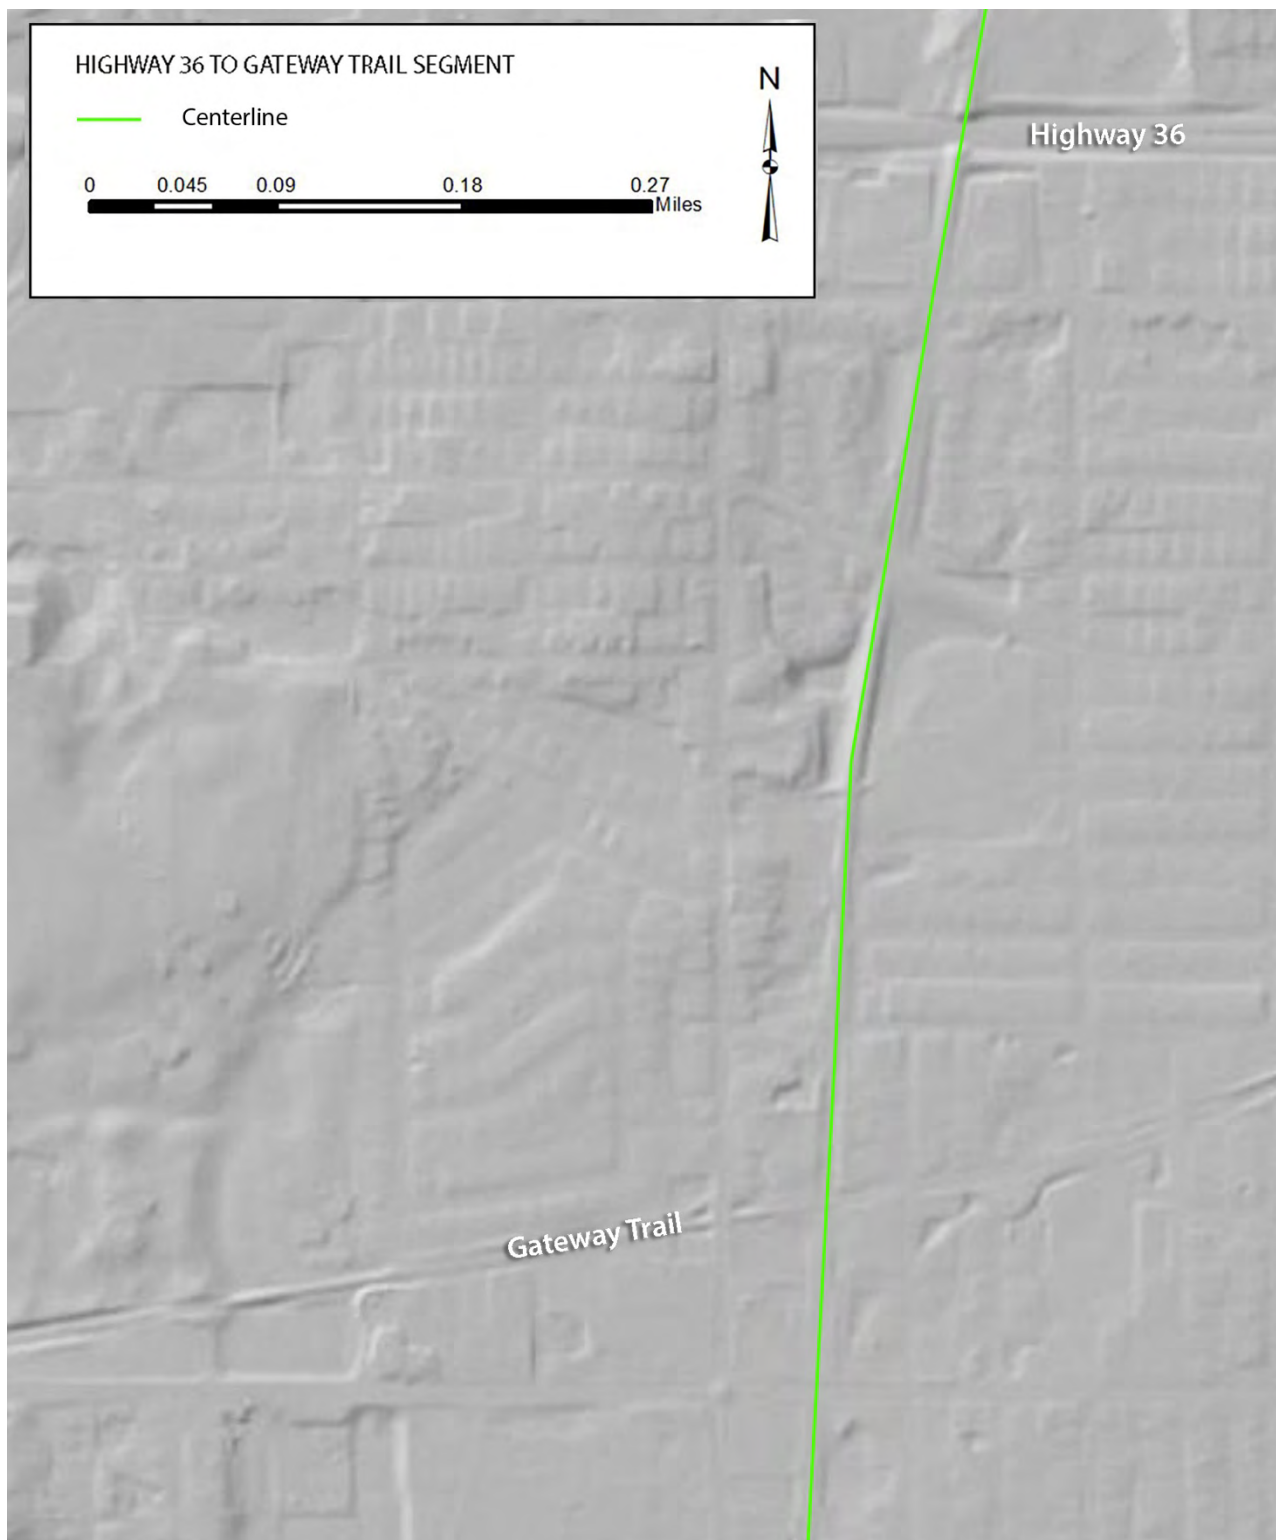 HIGHWAY 36 TO GATEWAY TRAIL SEGMENT
N
Centerline
0 0.045 0.09 0.18 0.27
Miles
Highway 36
Gateway Trail